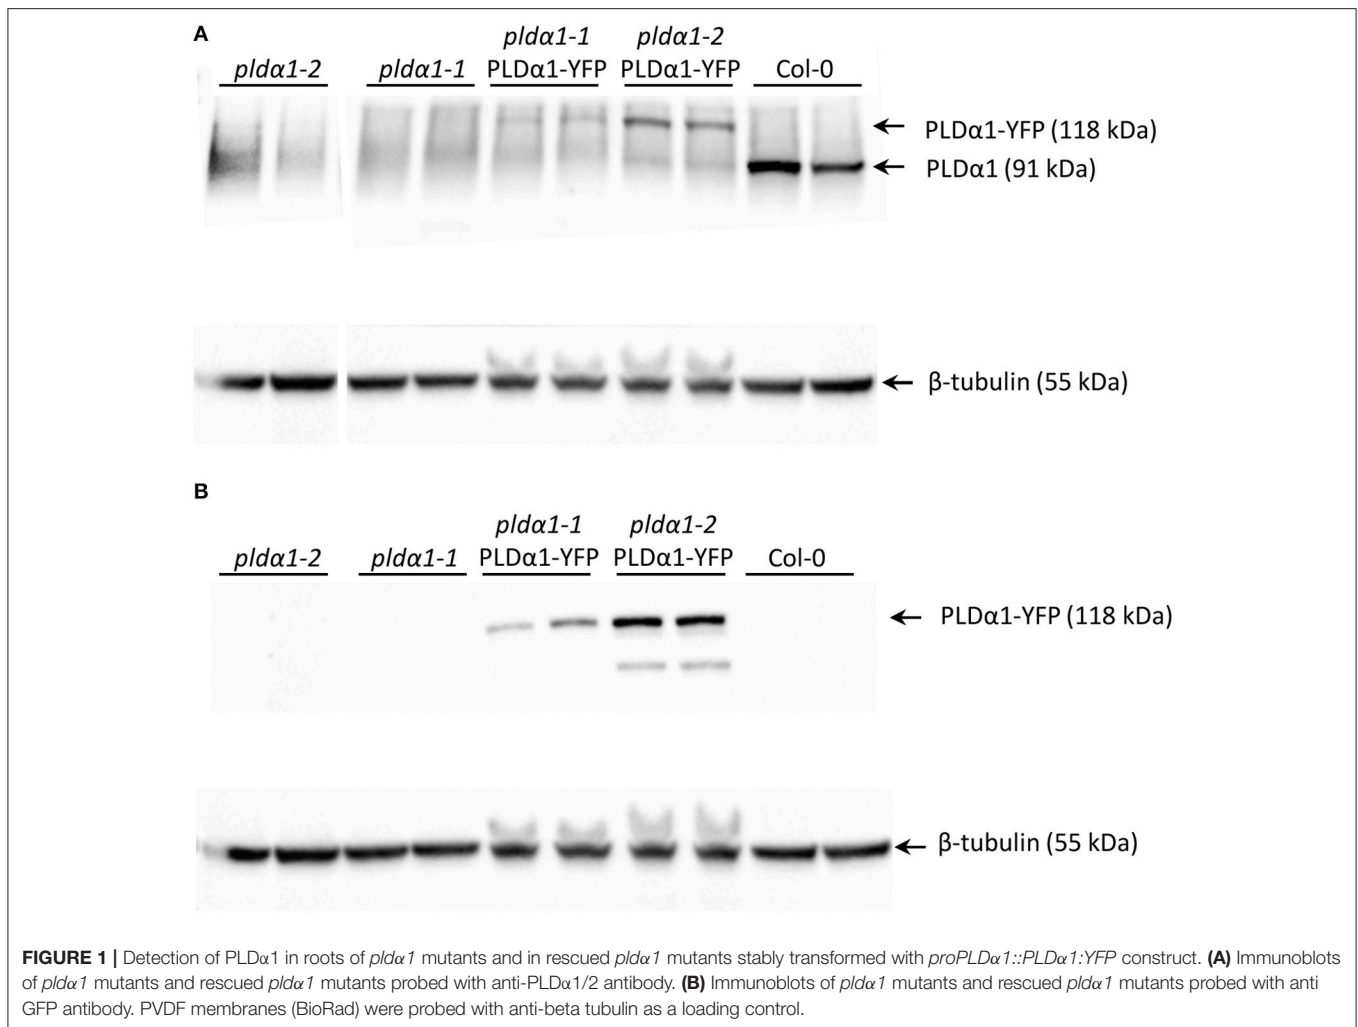 A
pldα1-1 pldα1-2
pldα1-2 pldα1-1 PLDα1-YFP PLDα1-YFP Col-0
PLDα1-YFP (118 kDa)
PLDα1 (91 kDa)
β-tubulin (55 kDa)
B
pldα1-1 pldα1-2
pldα1-2 pldα1-1 PLDα1-YFP PLDα1-YFP Col-0
PLDα1-YFP (118 kDa)
β-tubulin (55 kDa)
FIGURE 1 | Detection of PLDα1 in roots of pldα1 mutants and in rescued pldα1 mutants stably transformed with proPLDα1::PLDα1:YFP construct. (A) Immunoblots
of pldα1 mutants and rescued pldα1 mutants probed with anti-PLDα1/2 antibody. (B) Immunoblots of pldα1 mutants and rescued pldα1 mutants probed with anti
GFP antibody. PVDF membranes (BioRad) were probed with anti-beta tubulin as a loading control.